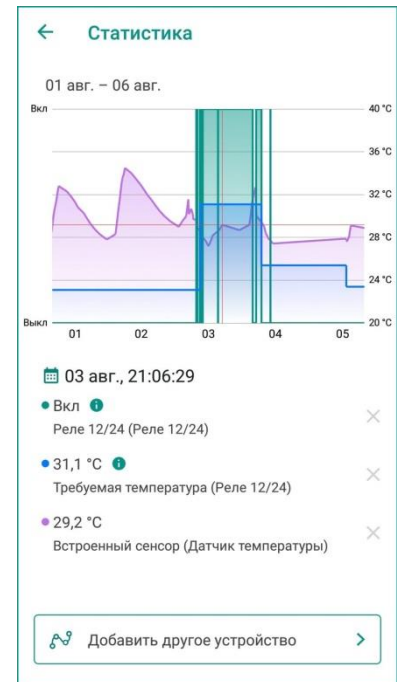 Статистика
01 авг. – 06 авг.
Вкл
40 °C
36 °C
32 °C
28 °C
24 °C
Выкл
20 °C
01 02 03 04 05
03 авг., 21:06:29
Вкл
Реле 12/24 (Реле 12/24)
31,1 °C
Требуемая температура (Реле 12/24)
29,2 °C
Встроенный сенсор (Датчик температуры)
Добавить другое устройство